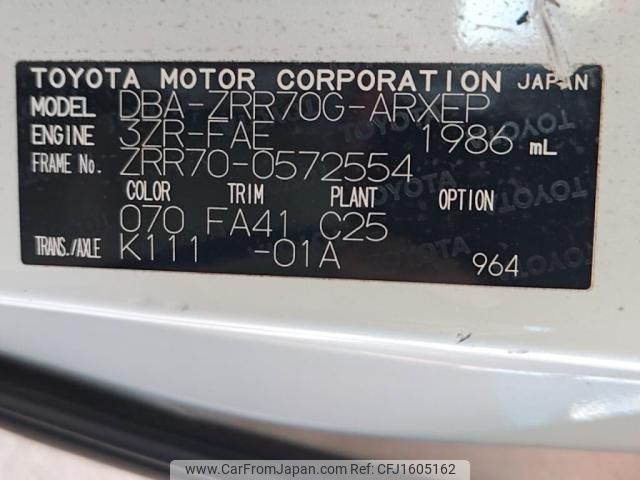 TOYOTA MOTOR CORPORATION JAPAN
MODEL DBA-ZRR70G-ARXEP
ENGINE 3ZR-FAE 1986 mL
FRAME No. ZRR70-0572554
COLOR TRIM PLANT OPTION
070 FA41 C25
TRANS./AXLE K111 -01A 964
www.carfromjapan.com CFJ1605162